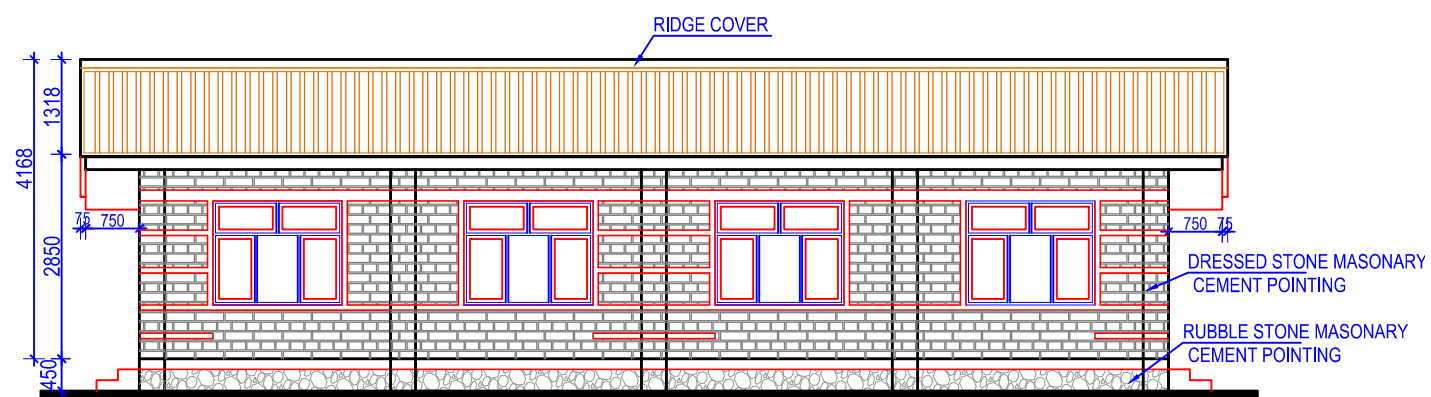 RIDGE COVER
1318
4168
75 750
2850
750 75
DRESSED STONE MASONARY
CEMENT POINTING
RUBBLE STONE MASONARY
CEMENT POINTING
450